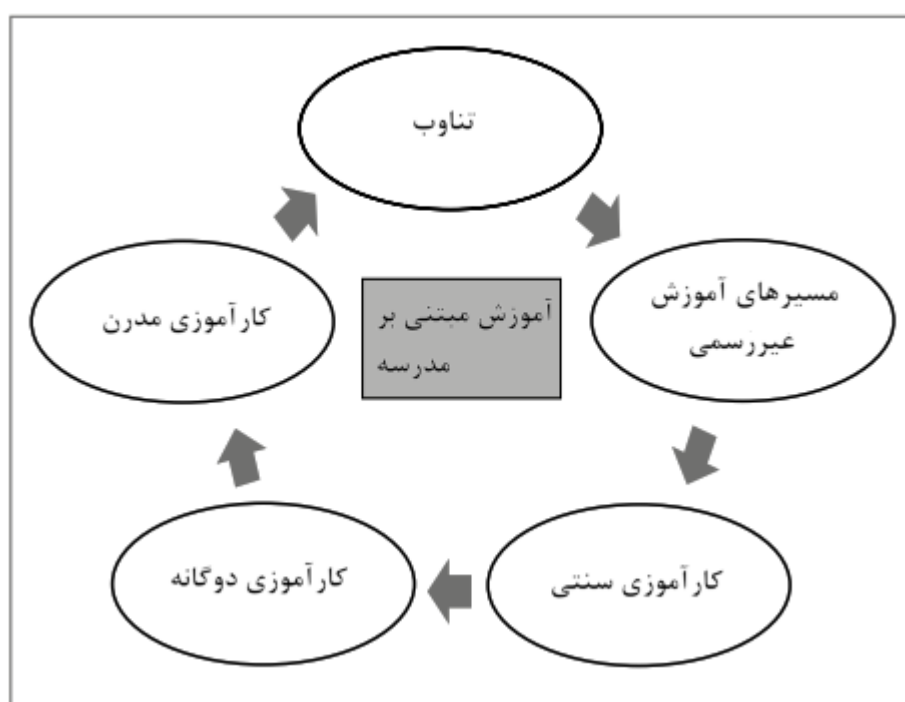 تناوب
مسیرهای آموزش
غیررسمی
کارآموزی سنتی
کارآموزی دوگانه
کارآموزی مدرن
آموزش مبتنی بر
مدرسه